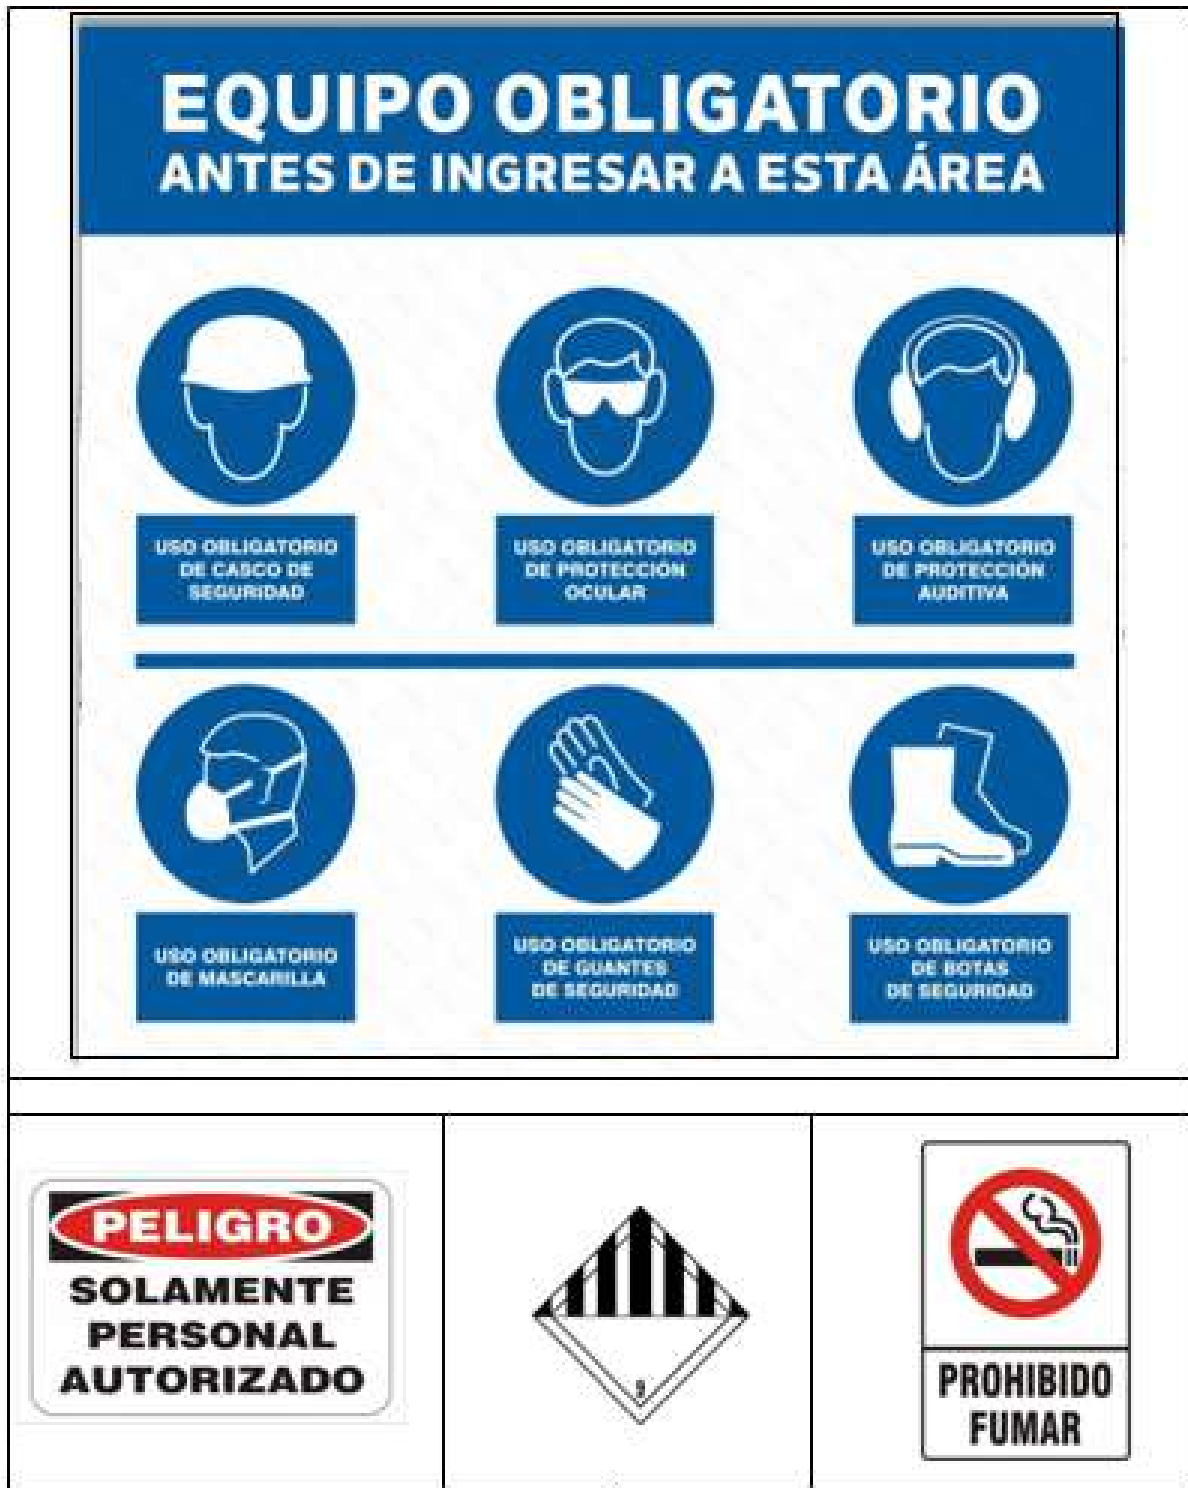 EQUIPO OBLIGATORIO
ANTES DE INGRESAR A ESTA ÁREA
USO OBLIGATORIO
DE CASCO DE
SEGURIDAD
USO OBLIGATORIO
DE PROTECCIÓN
OCULAR
USO OBLIGATORIO
DE PROTECCIÓN
AUDITIVA
USO OBLIGATORIO
DE MASCARILLA
USO OBLIGATORIO
DE GUANTES
DE SEGURIDAD
USO OBLIGATORIO
DE BOTAS
DE SEGURIDAD
PELIGRO
SOLAMENTE
PERSONAL
AUTORIZADO
9
PROHIBIDO
FUMAR